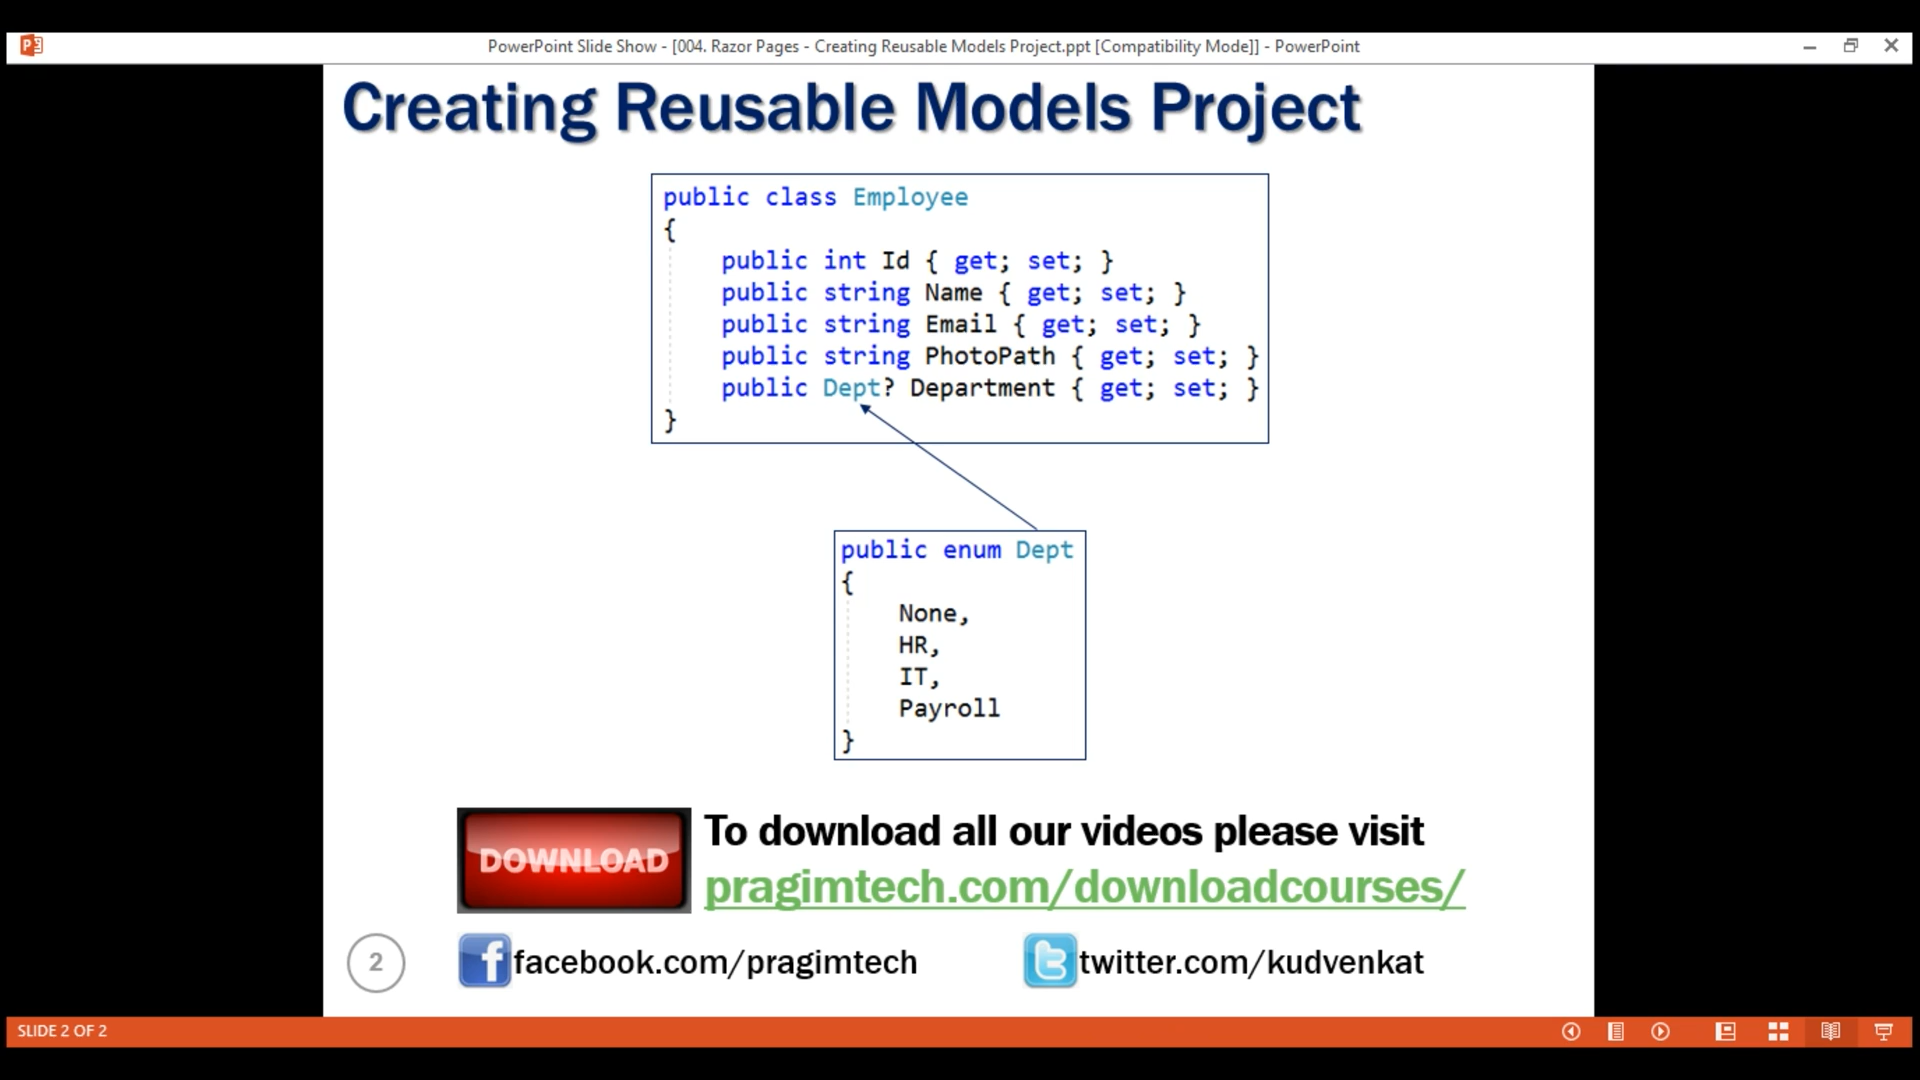 PowerPoint Slide Show - [004. Razor Pages - Creating Reusable Models Project.ppt [Compatibility Mode]] - PowerPoint
Creating Reusable Models Project
public class Employee
{
public int Id { get; set; }
public string Name { get; set; }
public string Email { get; set; }
public string PhotoPath { get; set; }
public Dept? Department { get; set; }
}
public enum Dept
{
None,
HR,
IT,
Payroll
}
DOWNLOAD
To download all our videos please visit
pragimtech.com/downloadcourses/
2
facebook.com/pragimtech
twitter.com/kudvenkat
SLIDE 2 OF 2